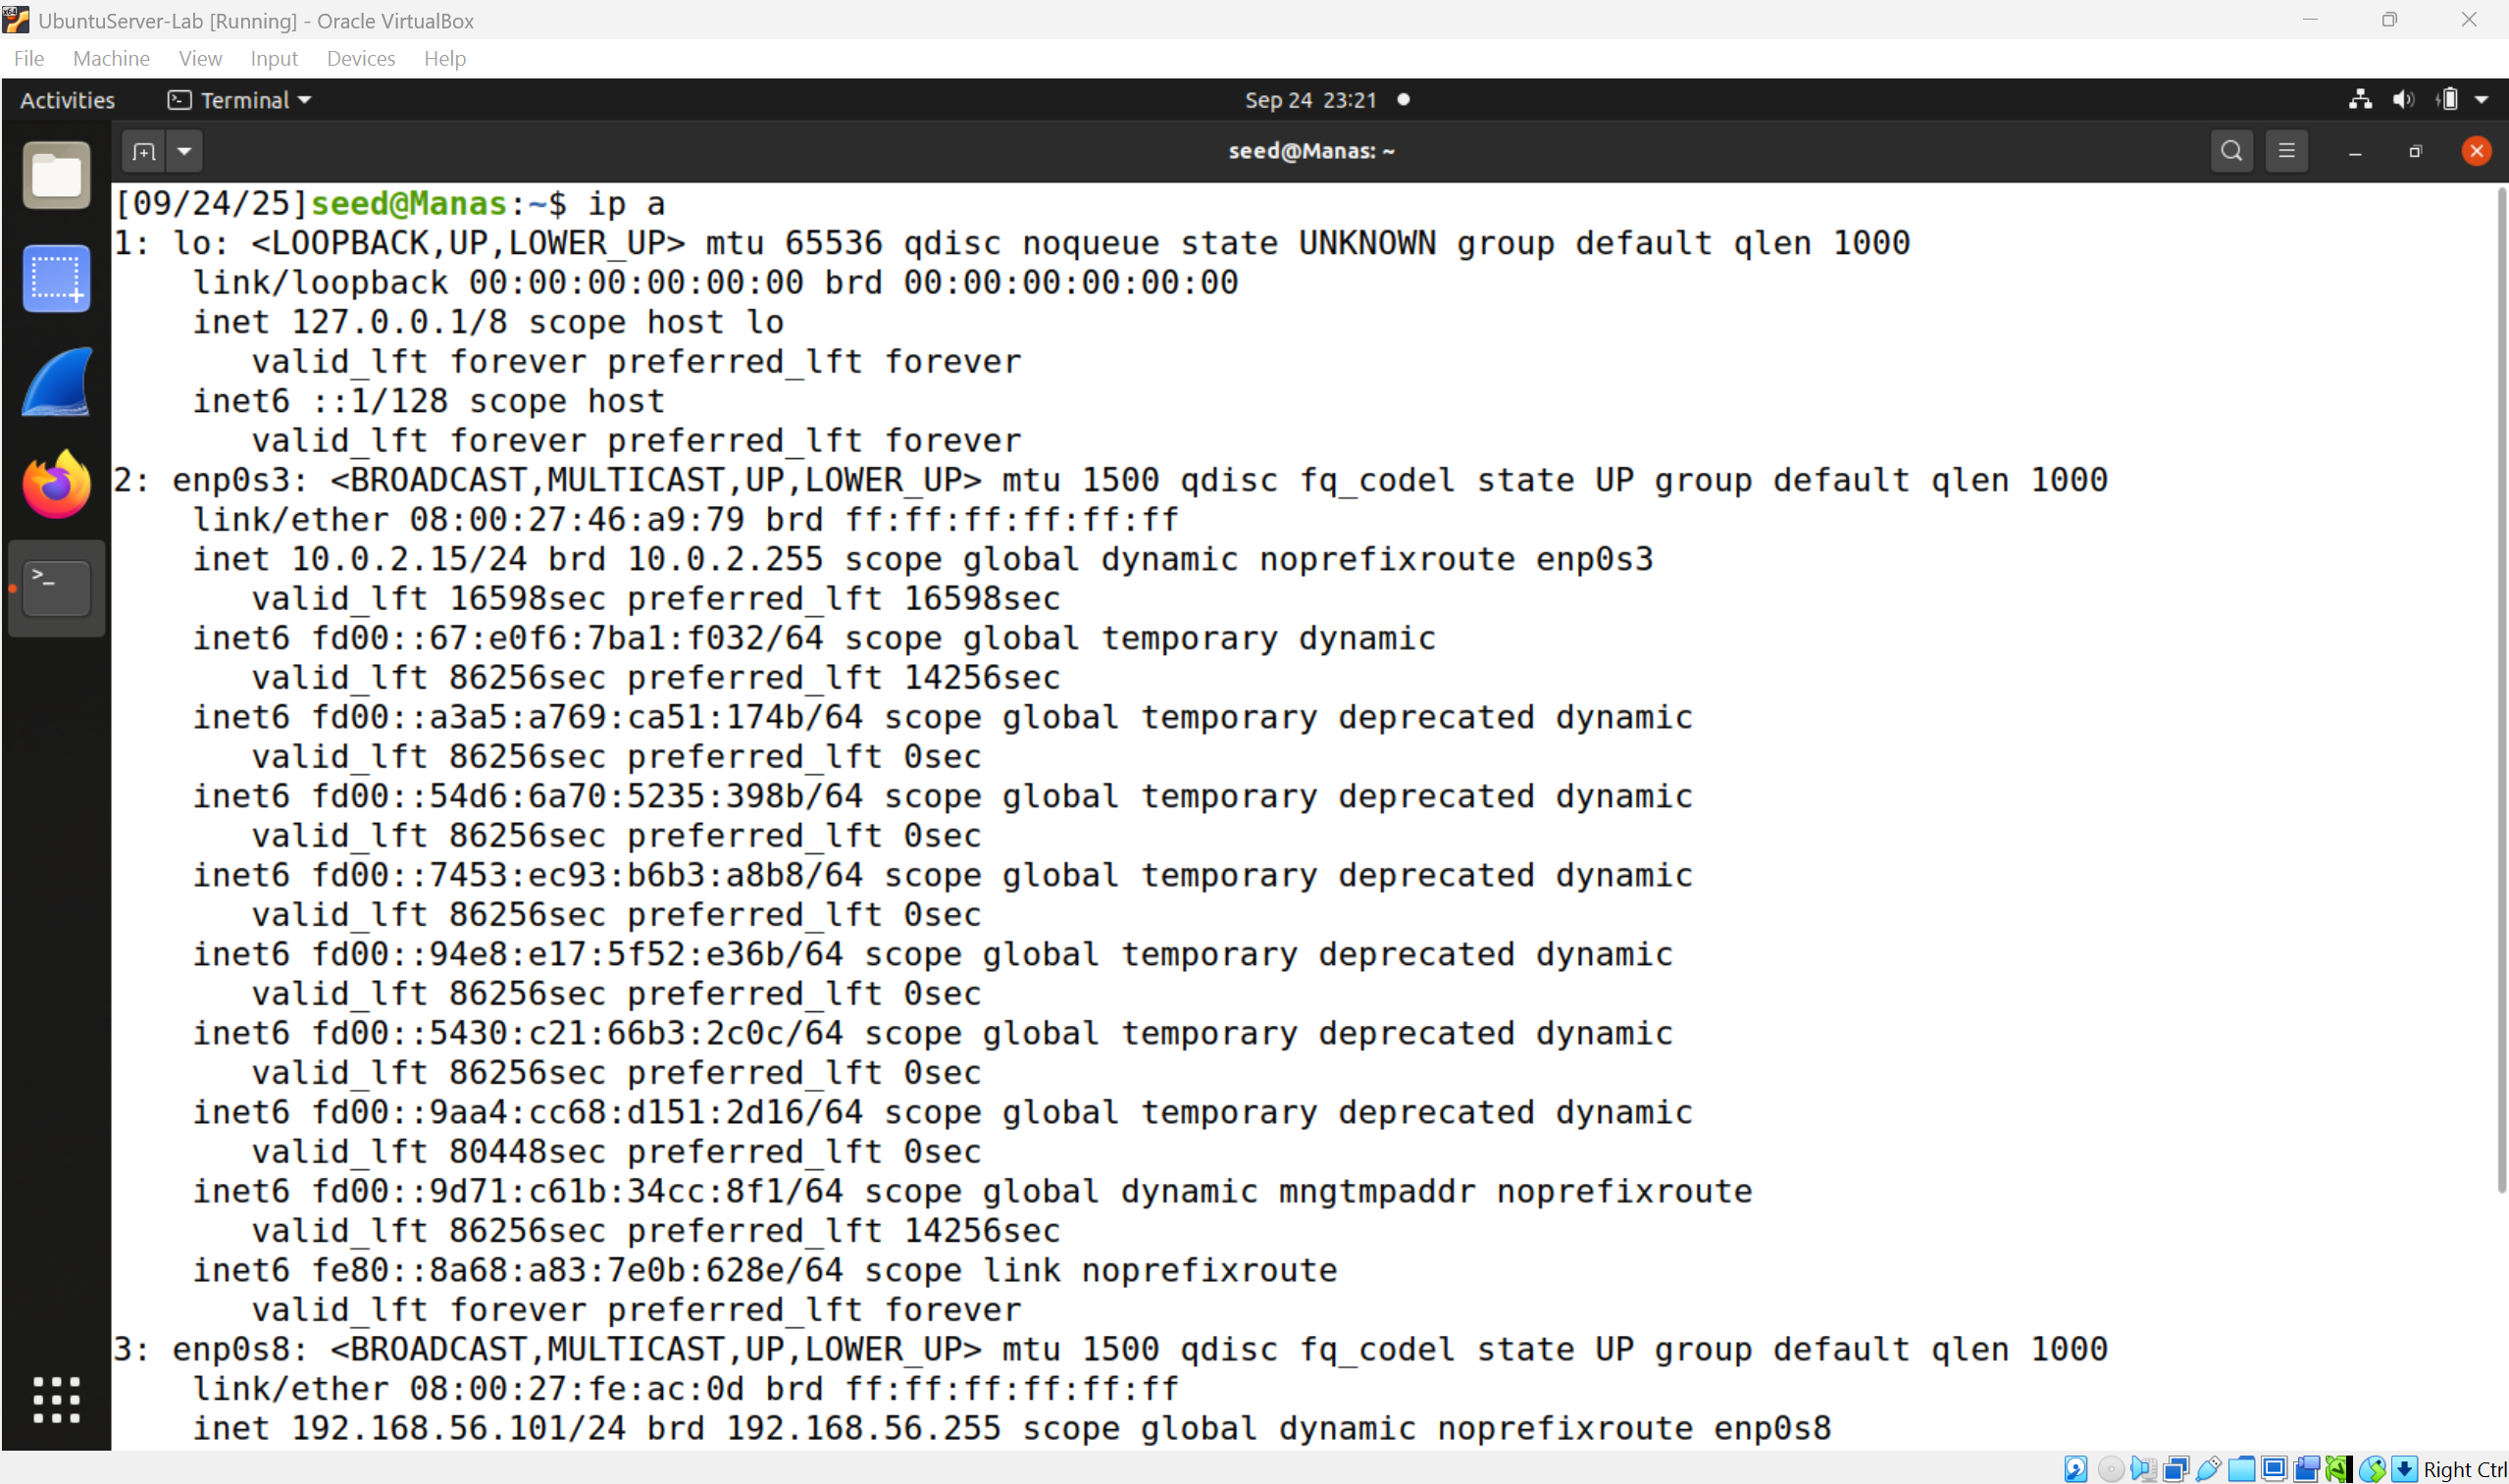 UbuntuServer-Lab [Running] - Oracle VirtualBox
File Machine View Input Devices Help
Activities Terminal Sep 24 23:21
seed@Manas: ~
[09/24/25]seed@Manas:~$ ip a
1: lo: <LOOPBACK,UP,LOWER_UP> mtu 65536 qdisc noqueue state UNKNOWN group default qlen 1000
    link/loopback 00:00:00:00:00:00 brd 00:00:00:00:00:00
    inet 127.0.0.1/8 scope host lo
       valid_lft forever preferred_lft forever
    inet6 ::1/128 scope host
       valid_lft forever preferred_lft forever
2: enp0s3: <BROADCAST,MULTICAST,UP,LOWER_UP> mtu 1500 qdisc fq_codel state UP group default qlen 1000
    link/ether 08:00:27:46:a9:79 brd ff:ff:ff:ff:ff:ff
    inet 10.0.2.15/24 brd 10.0.2.255 scope global dynamic noprefixroute enp0s3
       valid_lft 16598sec preferred_lft 16598sec
    inet6 fd00::67:e0f6:7ba1:f032/64 scope global temporary dynamic
       valid_lft 86256sec preferred_lft 14256sec
    inet6 fd00::a3a5:a769:ca51:174b/64 scope global temporary deprecated dynamic
       valid_lft 86256sec preferred_lft 0sec
    inet6 fd00::54d6:6a70:5235:398b/64 scope global temporary deprecated dynamic
       valid_lft 86256sec preferred_lft 0sec
    inet6 fd00::7453:ec93:b6b3:a8b8/64 scope global temporary deprecated dynamic
       valid_lft 86256sec preferred_lft 0sec
    inet6 fd00::94e8:e17:5f52:e36b/64 scope global temporary deprecated dynamic
       valid_lft 86256sec preferred_lft 0sec
    inet6 fd00::5430:c21:66b3:2c0c/64 scope global temporary deprecated dynamic
       valid_lft 86256sec preferred_lft 0sec
    inet6 fd00::9aa4:cc68:d151:2d16/64 scope global temporary deprecated dynamic
       valid_lft 80448sec preferred_lft 0sec
    inet6 fd00::9d71:c61b:34cc:8f1/64 scope global dynamic mngtmpaddr noprefixroute
       valid_lft 86256sec preferred_lft 14256sec
    inet6 fe80::8a68:a83:7e0b:628e/64 scope link noprefixroute
       valid_lft forever preferred_lft forever
3: enp0s8: <BROADCAST,MULTICAST,UP,LOWER_UP> mtu 1500 qdisc fq_codel state UP group default qlen 1000
    link/ether 08:00:27:fe:ac:0d brd ff:ff:ff:ff:ff:ff
    inet 192.168.56.101/24 brd 192.168.56.255 scope global dynamic noprefixroute enp0s8
Right Ctrl